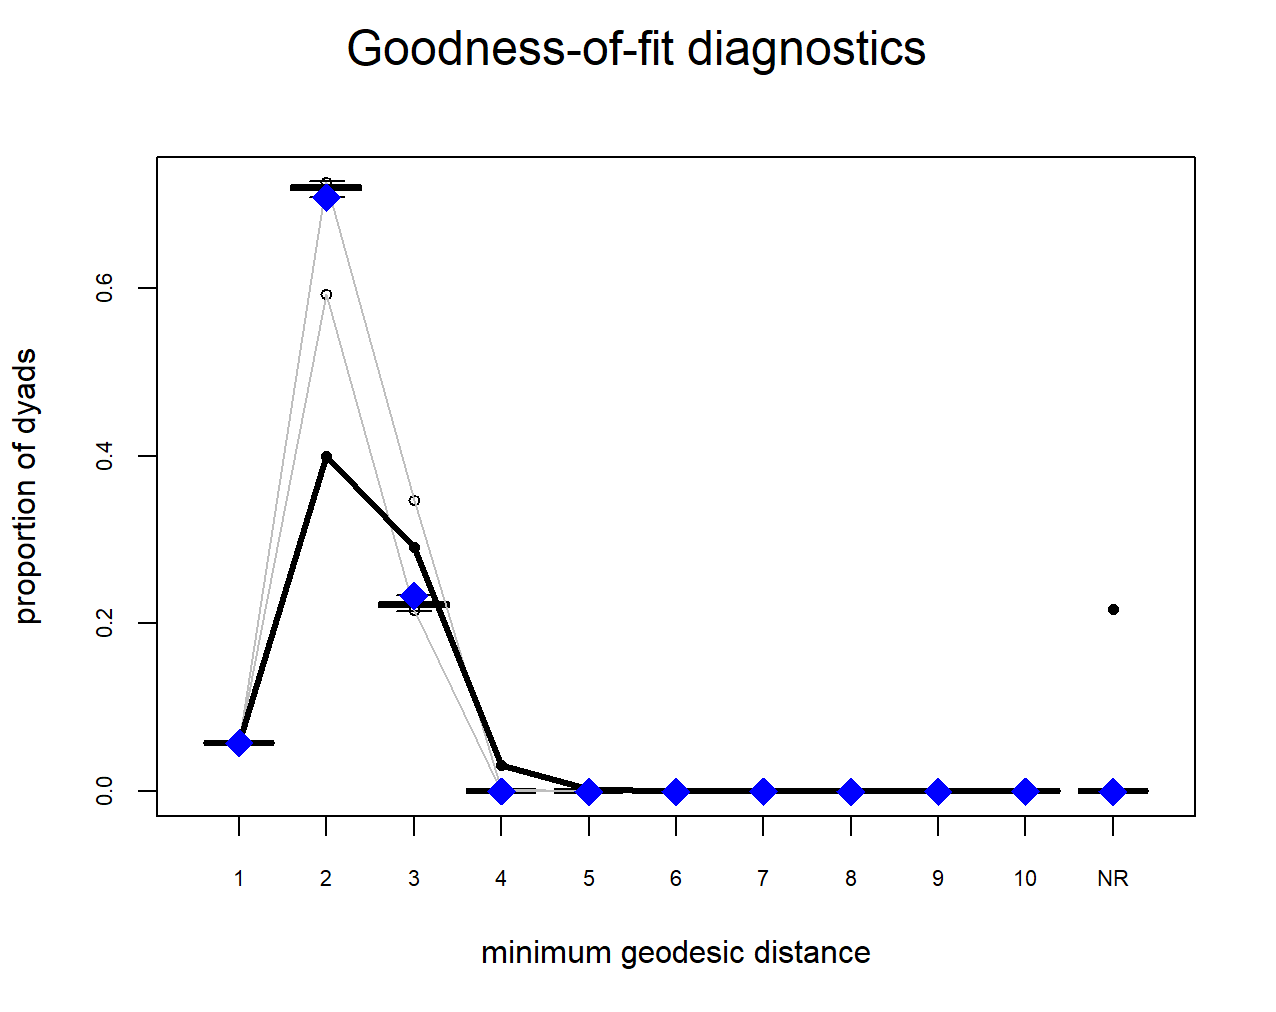 Goodness-of-fit diagnostics
proportion of dyads
0.6
0.4
0.2
0.0
1 2 3 4 5 6 7 8 9 10 NR
minimum geodesic distance